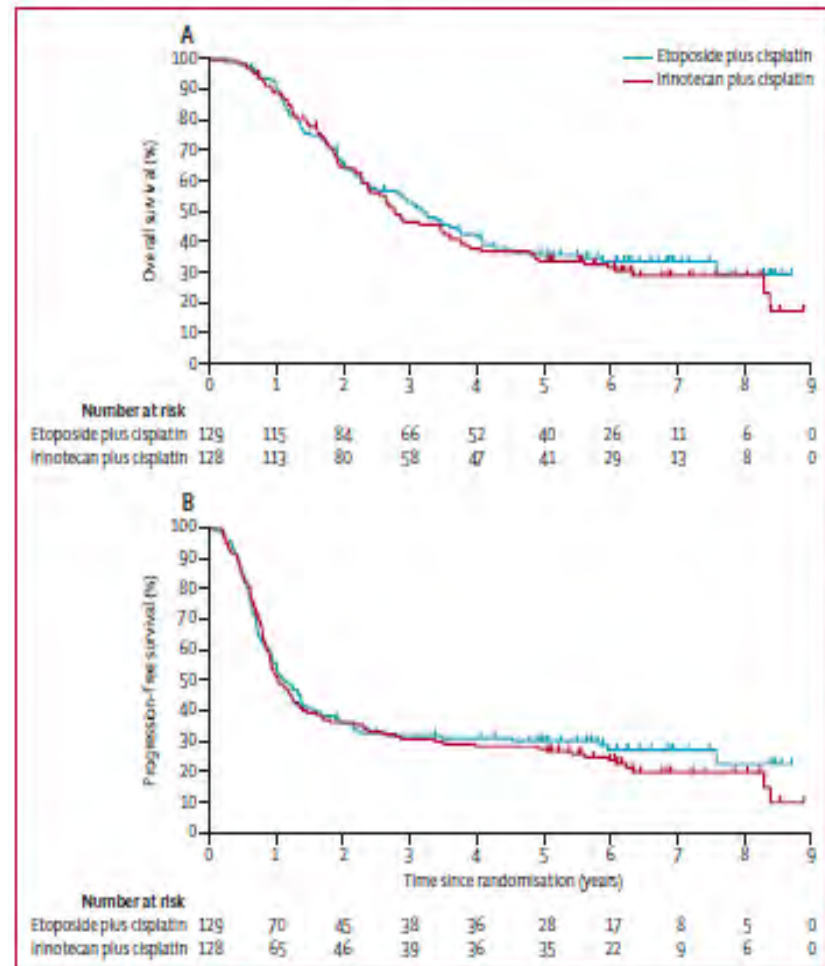 A
Etoposide plus cisplatin
Irinotecan plus cisplatin
Overall survival (%)
100
90
80
70
60
50
40
30
20
10
0
0 1 2 3 4 5 6 7 8 9
Number at risk
Etoposide plus cisplatin 129 115 84 66 52 40 26 11 6 0
Irinotecan plus cisplatin 128 113 80 58 47 41 29 13 8 0
B
Progression-free survival (%)
100
90
80
70
60
50
40
30
20
10
0
0 1 2 3 4 5 6 7 8 9
Time since randomisation (years)
Number at risk
Etoposide plus cisplatin 129 70 45 38 36 28 17 8 5 0
Irinotecan plus cisplatin 128 65 46 39 36 35 22 9 6 0